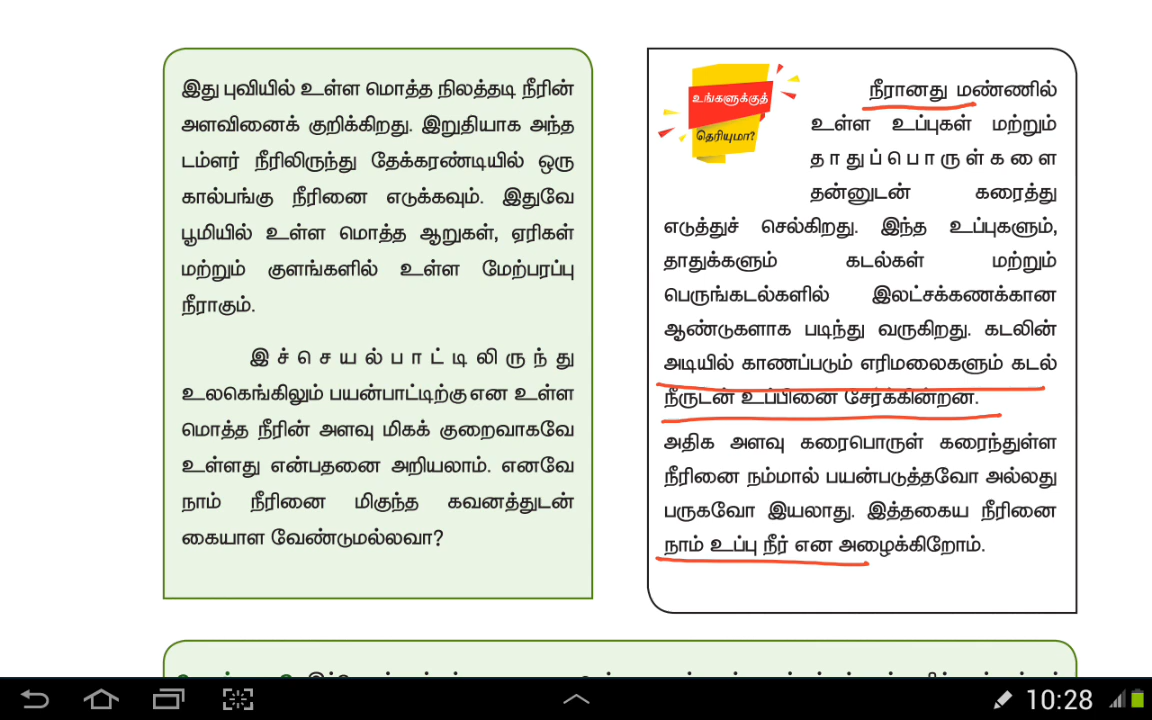 இது புவியில் உள்ள மொத்த நிலத்தடி நீரின்
அளவினைக் குறிக்கிறது. இறுதியாக அந்த
டம்ளர் நீரிலிருந்து தேக்கரண்டியில் ஒரு
கால்பங்கு நீரினை எடுக்கவும். இதுவே
பூமியில் உள்ள மொத்த ஆறுகள், ஏரிகள்
மற்றும் குளங்களில் உள்ள மேற்பரப்பு
நீராகும்.
இச்செயல்பாட்டிலிருந்து
உலகெங்கிலும் பயன்பாட்டிற்கு என உள்ள
மொத்த நீரின் அளவு மிகக் குறைவாகவே
உள்ளது என்பதனை அறியலாம். எனவே
நாம் நீரினை மிகுந்த கவனத்துடன்
கையாள வேண்டுமல்லவா?
உங்களுக்குத்
தெரியுமா?
நீரானது மண்ணில்
உள்ள உப்புகள் மற்றும்
தாதுப்பொருள்களை
தன்னுடன் கரைத்து
எடுத்துச் செல்கிறது. இந்த உப்புகளும்,
தாதுக்களும் கடல்கள் மற்றும்
பெருங்கடல்களில் இலட்சக்கணக்கான
ஆண்டுகளாக படிந்து வருகிறது. கடலின்
அடியில் காணப்படும் எரிமலைகளும் கடல்
நீருடன் உப்பினை சேர்க்கின்றன.
அதிக அளவு கரைபொருள் கரைந்துள்ள
நீரினை நம்மால் பயன்படுத்தவோ அல்லது
பருகவோ இயலாது. இத்தகைய நீரினை
நாம் உப்பு நீர் என அழைக்கிறோம்.
10:28